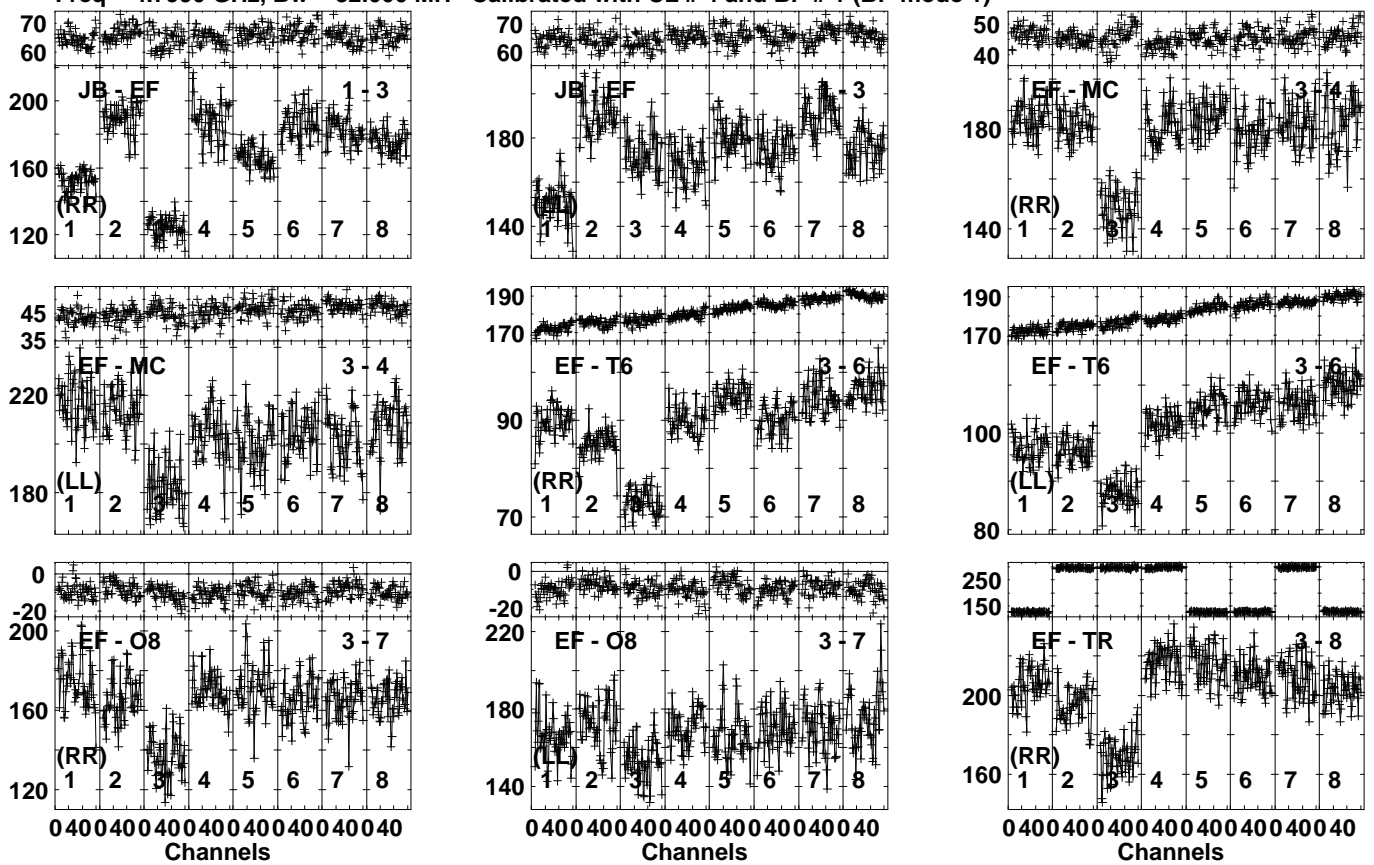 70
60
JB - EF 1 - 3
200
160
120
(RR)
1 2 3 4 5 6 7 8
70
60
JB - EF 1 - 3
180
140
(LL)
1 2 3 4 5 6 7 8
50
40
EF - MC 3 - 4
180
140
(RR)
1 2 3 4 5 6 7 8
45
35
EF - MC 3 - 4
220
180
(LL)
1 2 3 4 5 6 7 8
190
170
EF - T6 3 - 6
90
70
(RR)
1 2 3 4 5 6 7 8
190
170
EF - T6 3 - 6
100
80
(LL)
1 2 3 4 5 6 7 8
0
-20
EF - O8 3 - 7
200
160
120
(RR)
1 2 3 4 5 6 7 8
0 40 0 40 0 40 0 40 0 40 0 40 0 40 0 40
Channels
0
-20
EF - O8 3 - 7
220
180
140
(LL)
1 2 3 4 5 6 7 8
0 40 0 40 0 40 0 40 0 40 0 40 0 40 0 40
Channels
250
150
EF - TR 3 - 8
200
160
(RR)
1 2 3 4 5 6 7 8
0 40 0 40 0 40 0 40 0 40 0 40 0 40 0 40
Channels